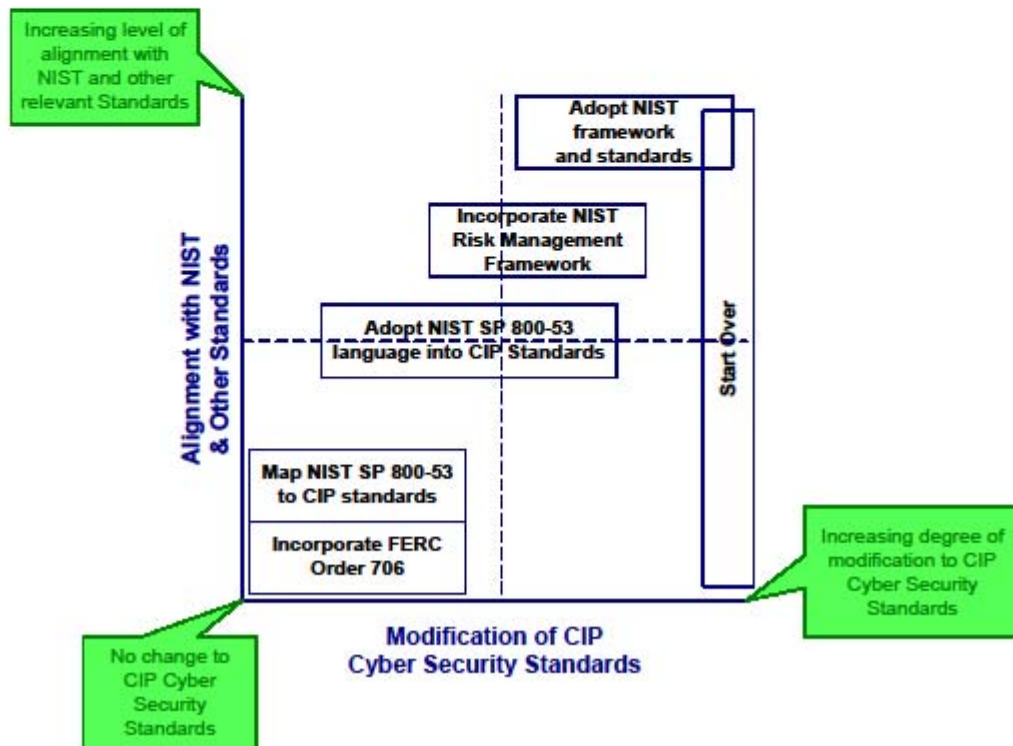 Increasing level of
alignment with
NIST and other
relevant Standards
Adopt NIST
framework
and standards
Incorporate NIST
Risk Management
Framework
Alignment with NIST
& Other Standards
Adopt NIST SP 800-53
language into CIP Standards
Start Over
Map NIST SP 800-53
to CIP standards
Incorporate FERC
Order 706
Increasing degree of
modification to CIP
Cyber Security
Standards
Modification of CIP
Cyber Security Standards
No change to
CIP Cyber
Security
Standards